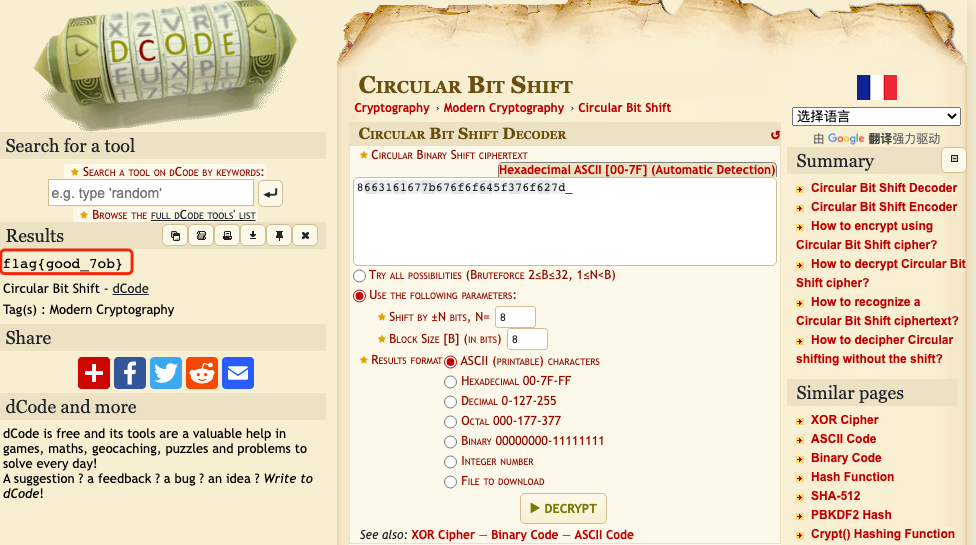 DCODE
Search for a tool
Search a tool on dCode by keywords:
e.g. type 'random'
Browse the full dCode tools' list
Results
flag{good_7ob}
Circular Bit Shift - dCode
Tag(s) : Modern Cryptography
Share
dCode and more
dCode is free and its tools are a valuable help in
games, maths, geocaching, puzzles and problems to
solve every day!
A suggestion ? a feedback ? a bug ? an idea ? Write to
dCode!
Circular Bit Shift
Cryptography › Modern Cryptography › Circular Bit Shift
Circular Bit Shift Decoder
Circular Binary Shift ciphertext
Hexadecimal ASCII [00-7F] (Automatic Detection)
8663161677b676f6f645f376f627d_
Try all possibilities (Bruteforce 2≤B≤32, 1≤N<B)
Use the following parameters:
Shift by ±N bits, N= 8
Block Size [B] (in bits) 8
Results format ASCII (printable) characters
Hexadecimal 00-7F-FF
Decimal 0-127-255
Octal 000-177-377
Binary 00000000-11111111
Integer number
File to download
DECRYPT
See also: XOR Cipher — Binary Code — ASCII Code
选择语言
由 Google 翻译强力驱动
Summary
Circular Bit Shift Decoder
Circular Bit Shift Encoder
How to encrypt using
Circular Bit Shift cipher?
How to decrypt Circular Bit
Shift cipher?
How to recognize a
Circular Bit Shift ciphertext?
How to decipher Circular
shifting without the shift?
Similar pages
XOR Cipher
ASCII Code
Binary Code
Hash Function
SHA-512
PBKDF2 Hash
Crypt() Hashing Function